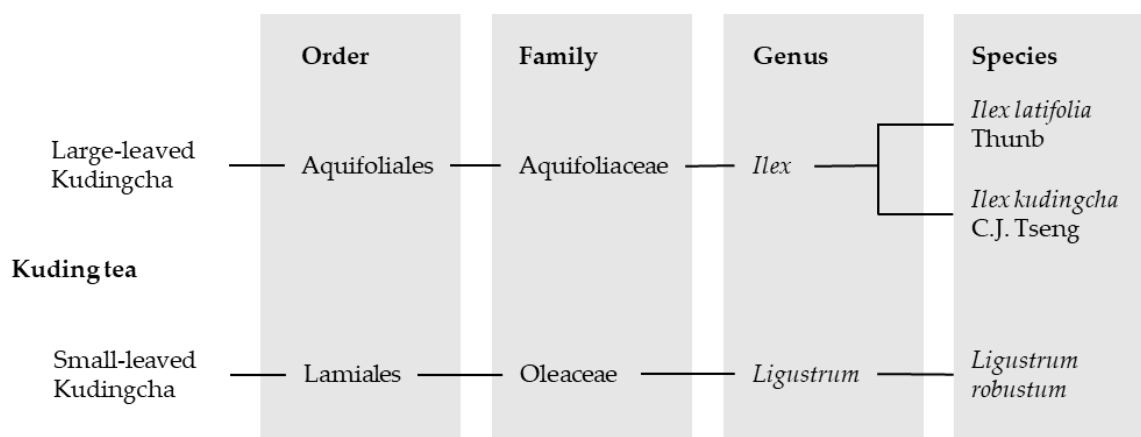 Order Family Genus Species
Large-leaved
Kudingcha
Aquifoliales
Aquifoliaceae
Ilex
Ilex latifolia
Thunb
Ilex kudingcha
C.J. Tseng
Kuding tea
Small-leaved
Kudingcha
Lamiales
Oleaceae
Ligustrum
Ligustrum
robustum